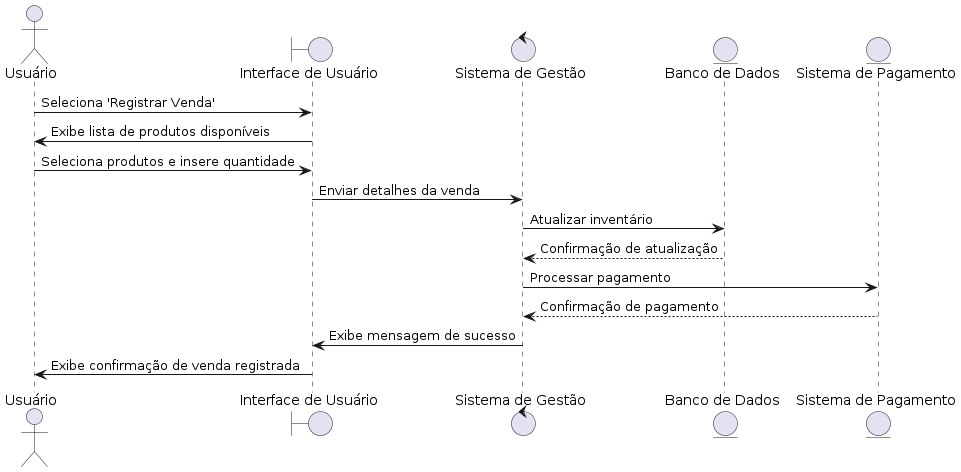 Usuário Interface de Usuário Sistema de Gestão Banco de Dados Sistema de Pagamento
Seleciona 'Registrar Venda'
Exibe lista de produtos disponíveis
Seleciona produtos e insere quantidade
Enviar detalhes da venda
Atualizar inventário
Confirmação de atualização
Processar pagamento
Confirmação de pagamento
Exibe mensagem de sucesso
Exibe confirmação de venda registrada
Usuário Interface de Usuário Sistema de Gestão Banco de Dados Sistema de Pagamento